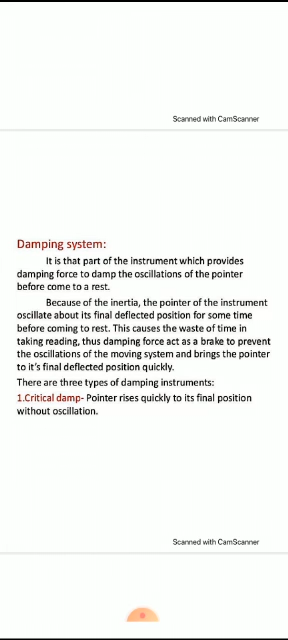 Scanned with CamScanner
Damping system:
It is that part of the instrument which provides
damping force to damp the oscillations of the pointer
before come to a rest.
Because of the inertia, the pointer of the instrument
oscillate about its final deflected position for some time
before coming to rest. This causes the waste of time in
taking reading, thus damping force act as a brake to prevent
the oscillations of the moving system and brings the pointer
to it's final deflected position quickly.
There are three types of damping instruments:
1.Critical damp- Pointer rises quickly to its final position
without oscillation.
Scanned with CamScanner